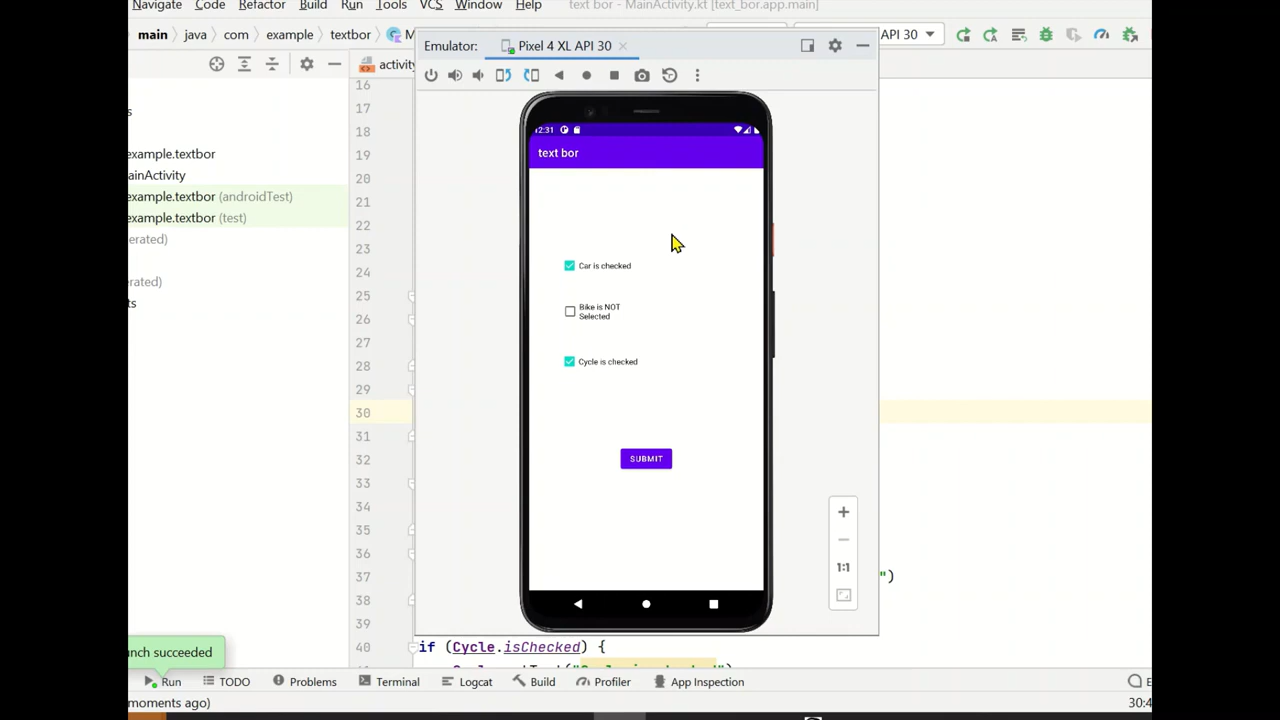 Navigate Code Refactor Build Run Tools VCS Window Help text bor - MainActivity.kt [text_bor.app.main]
main java com example textbor
API 30
Emulator: Pixel 4 XL API 30
activity
16
17
18
19
20
21
22
23
24
25
26
27
28
29
30
31
32
33
34
35
36
37
38
39
40
example.textbor
ainActivity
example.textbor (androidTest)
example.textbor (test)
erated)
rated)
ts
12:31
text bor
Car is checked
Bike is NOT
Selected
Cycle is checked
SUBMIT
1:1
")
if (Cycle.isChecked) {
unch succeeded
Run TODO Problems Terminal Logcat Build Profiler App Inspection
moments ago)
30:4